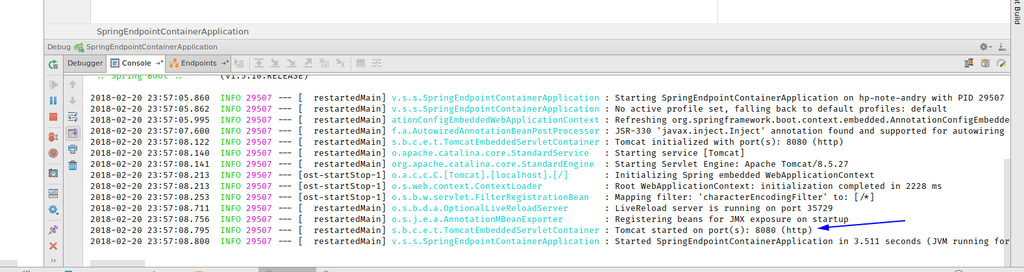 SpringEndpointContainerApplication
Debug SpringEndpointContainerApplication
Debugger Console Endpoints
:: Spring Boot :: (v1.5.10.RELEASE)
2018-02-20 23:57:05.860 INFO 29507 --- [ restartedMain] v.s.s.SpringEndpointContainerApplication : Starting SpringEndpointContainerApplication on hp-note-andry with PID 29507
2018-02-20 23:57:05.862 INFO 29507 --- [ restartedMain] v.s.s.SpringEndpointContainerApplication : No active profile set, falling back to default profiles: default
2018-02-20 23:57:05.995 INFO 29507 --- [ restartedMain] ationConfigEmbeddedWebApplicationContext : Refreshing org.springframework.boot.context.embedded.AnnotationConfigEmbedde
2018-02-20 23:57:07.600 INFO 29507 --- [ restartedMain] f.a.AutowiredAnnotationBeanPostProcessor : JSR-330 'javax.inject.Inject' annotation found and supported for autowiring
2018-02-20 23:57:08.122 INFO 29507 --- [ restartedMain] s.b.c.e.t.TomcatEmbeddedServletContainer : Tomcat initialized with port(s): 8080 (http)
2018-02-20 23:57:08.140 INFO 29507 --- [ restartedMain] o.apache.catalina.core.StandardService : Starting service [Tomcat]
2018-02-20 23:57:08.141 INFO 29507 --- [ restartedMain] org.apache.catalina.core.StandardEngine : Starting Servlet Engine: Apache Tomcat/8.5.27
2018-02-20 23:57:08.213 INFO 29507 --- [ost-startStop-1] o.a.c.c.C.[Tomcat].[localhost].[/] : Initializing Spring embedded WebApplicationContext
2018-02-20 23:57:08.213 INFO 29507 --- [ost-startStop-1] o.s.web.context.ContextLoader : Root WebApplicationContext: initialization completed in 2228 ms
2018-02-20 23:57:08.253 INFO 29507 --- [ost-startStop-1] o.s.b.w.servlet.FilterRegistrationBean : Mapping filter: 'characterEncodingFilter' to: [/*]
2018-02-20 23:57:08.711 INFO 29507 --- [ restartedMain] o.s.b.d.a.OptionalLiveReloadServer : LiveReload server is running on port 35729
2018-02-20 23:57:08.756 INFO 29507 --- [ restartedMain] o.s.j.e.a.AnnotationMBeanExporter : Registering beans for JMX exposure on startup
2018-02-20 23:57:08.795 INFO 29507 --- [ restartedMain] s.b.c.e.t.TomcatEmbeddedServletContainer : Tomcat started on port(s): 8080 (http)
2018-02-20 23:57:08.800 INFO 29507 --- [ restartedMain] v.s.s.SpringEndpointContainerApplication : Started SpringEndpointContainerApplication in 3.511 seconds (JVM running for
Build